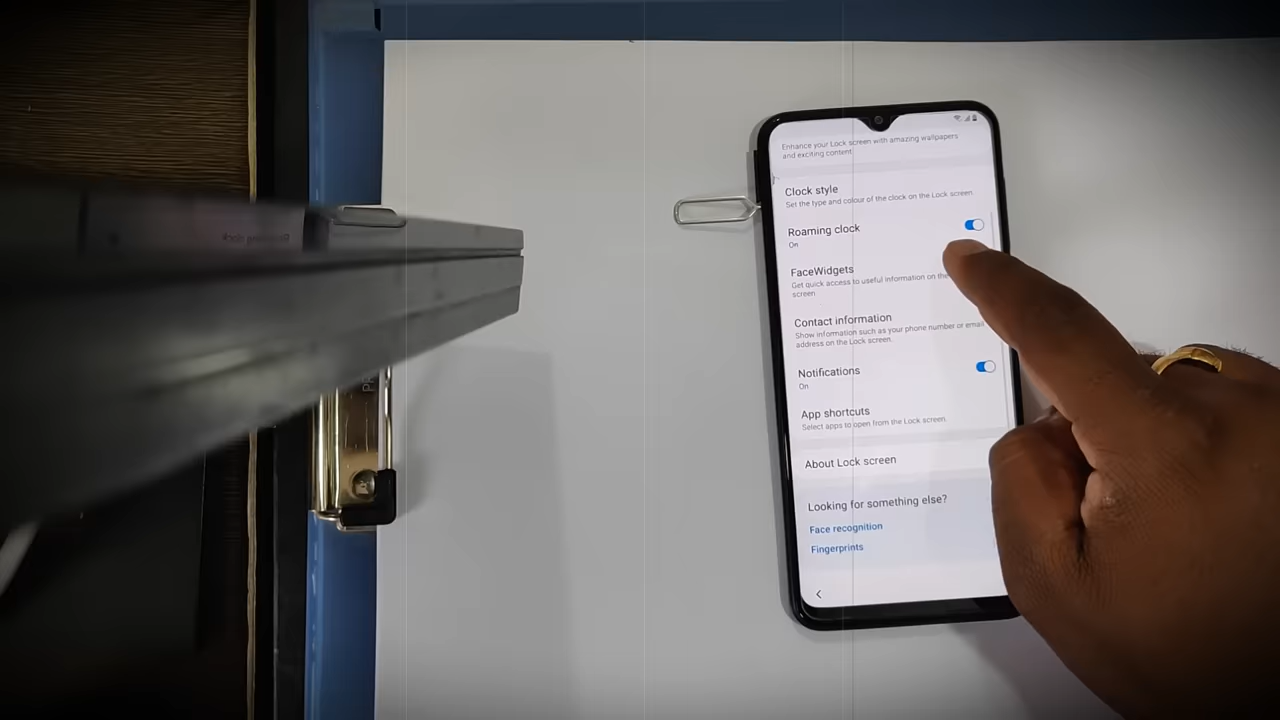 Enhance your Lock screen with amazing wallpapers
and exciting content.
Clock style
Set the type and colour of the clock on the Lock screen.
Roaming clock
On
FaceWidgets
Get quick access to useful information on the
screen
Contact information
Show information such as your phone number or email
address on the Lock screen.
Notifications
On
App shortcuts
Select apps to open from the Lock screen.
About Lock screen
Looking for something else?
Face recognition
Fingerprints